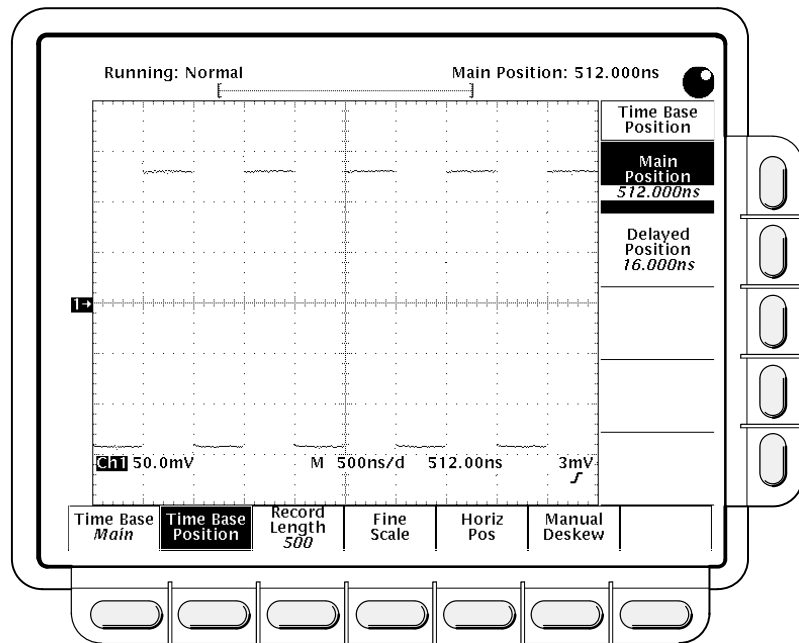 Running: Normal
Main Position: 512.000ns
Time Base
Position
Main
Position
512.000ns
Delayed
Position
16.000ns
1→
Ch1 50.0mV M 500ns/d 512.00ns 3mV
Time Base
Main
Time Base
Position
Record
Length
500
Fine
Scale
Horiz
Pos
Manual
Deskew